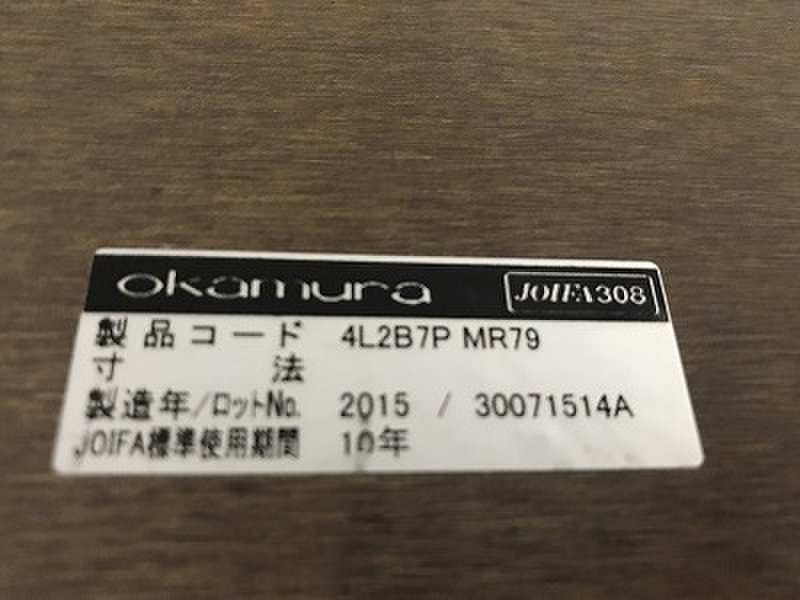 okamura JOIFA308
製品コード 4L2B7P MR79
寸法
製造年/ロットNo. 2015 / 30071514A
JOIFA標準使用期間 10年